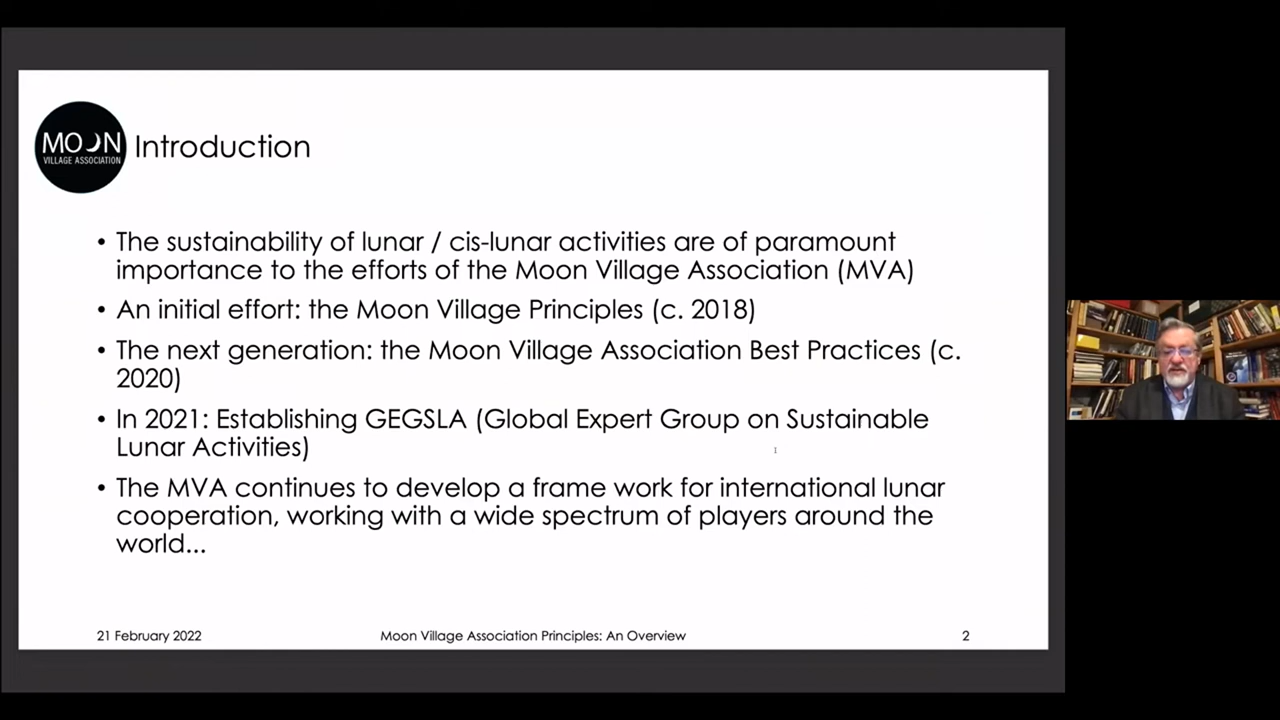 MOON
VILLAGE ASSOCIATION
Introduction
• The sustainability of lunar / cis-lunar activities are of paramount
importance to the efforts of the Moon Village Association (MVA)
• An initial effort: the Moon Village Principles (c. 2018)
• The next generation: the Moon Village Association Best Practices (c.
2020)
• In 2021: Establishing GEGSLA (Global Expert Group on Sustainable
Lunar Activities)
• The MVA continues to develop a frame work for international lunar
cooperation, working with a wide spectrum of players around the
world...
21 February 2022
Moon Village Association Principles: An Overview
2